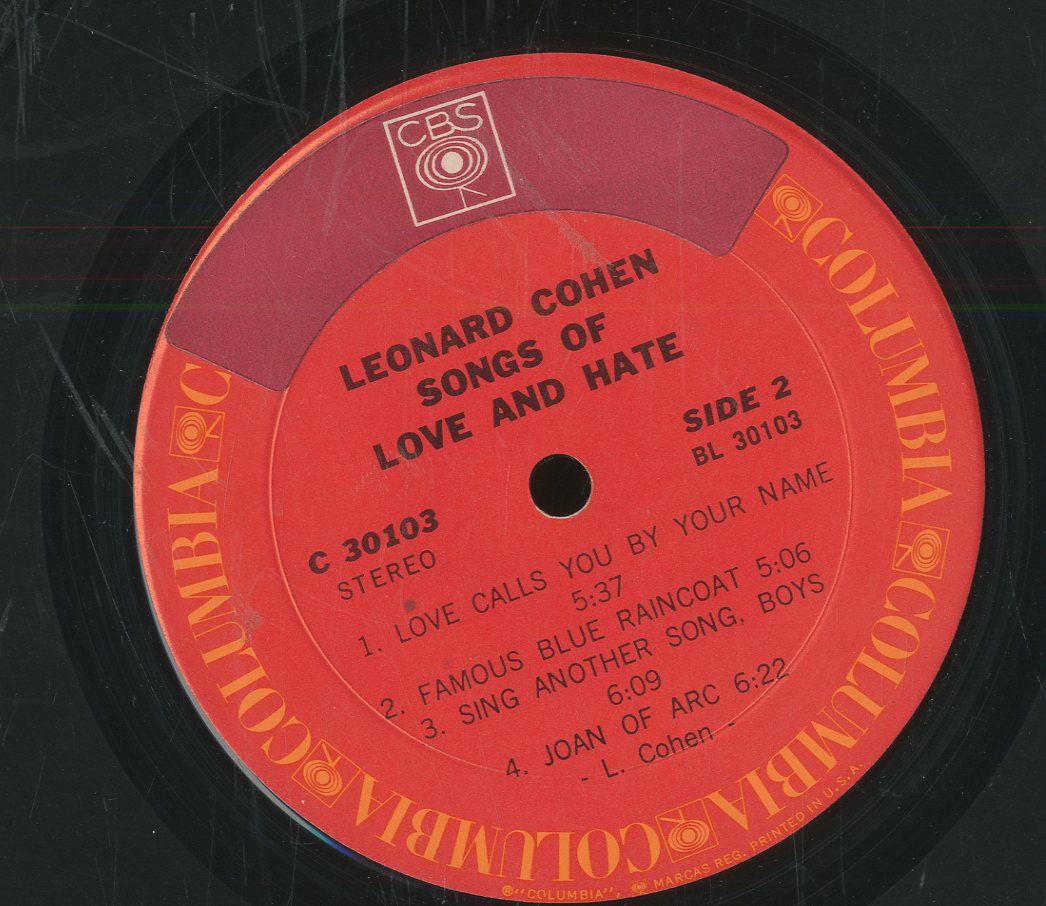 CBS
LEONARD COHEN
SONGS OF
LOVE AND HATE
SIDE 2
BL 30103
C 30103
STEREO
1. LOVE CALLS YOU BY YOUR NAME
5:37
2. FAMOUS BLUE RAINCOAT 5:06
3. SING ANOTHER SONG, BOYS
6:09
4. JOAN OF ARC 6:22
- L. Cohen -
COLUMBIA
COLUMBIA
COLUMBIA
COLUMBIA
COLUMBIA
COLUMBIA
C
®"COLUMBIA", MARCAS REG. PRINTED IN U.S.A.